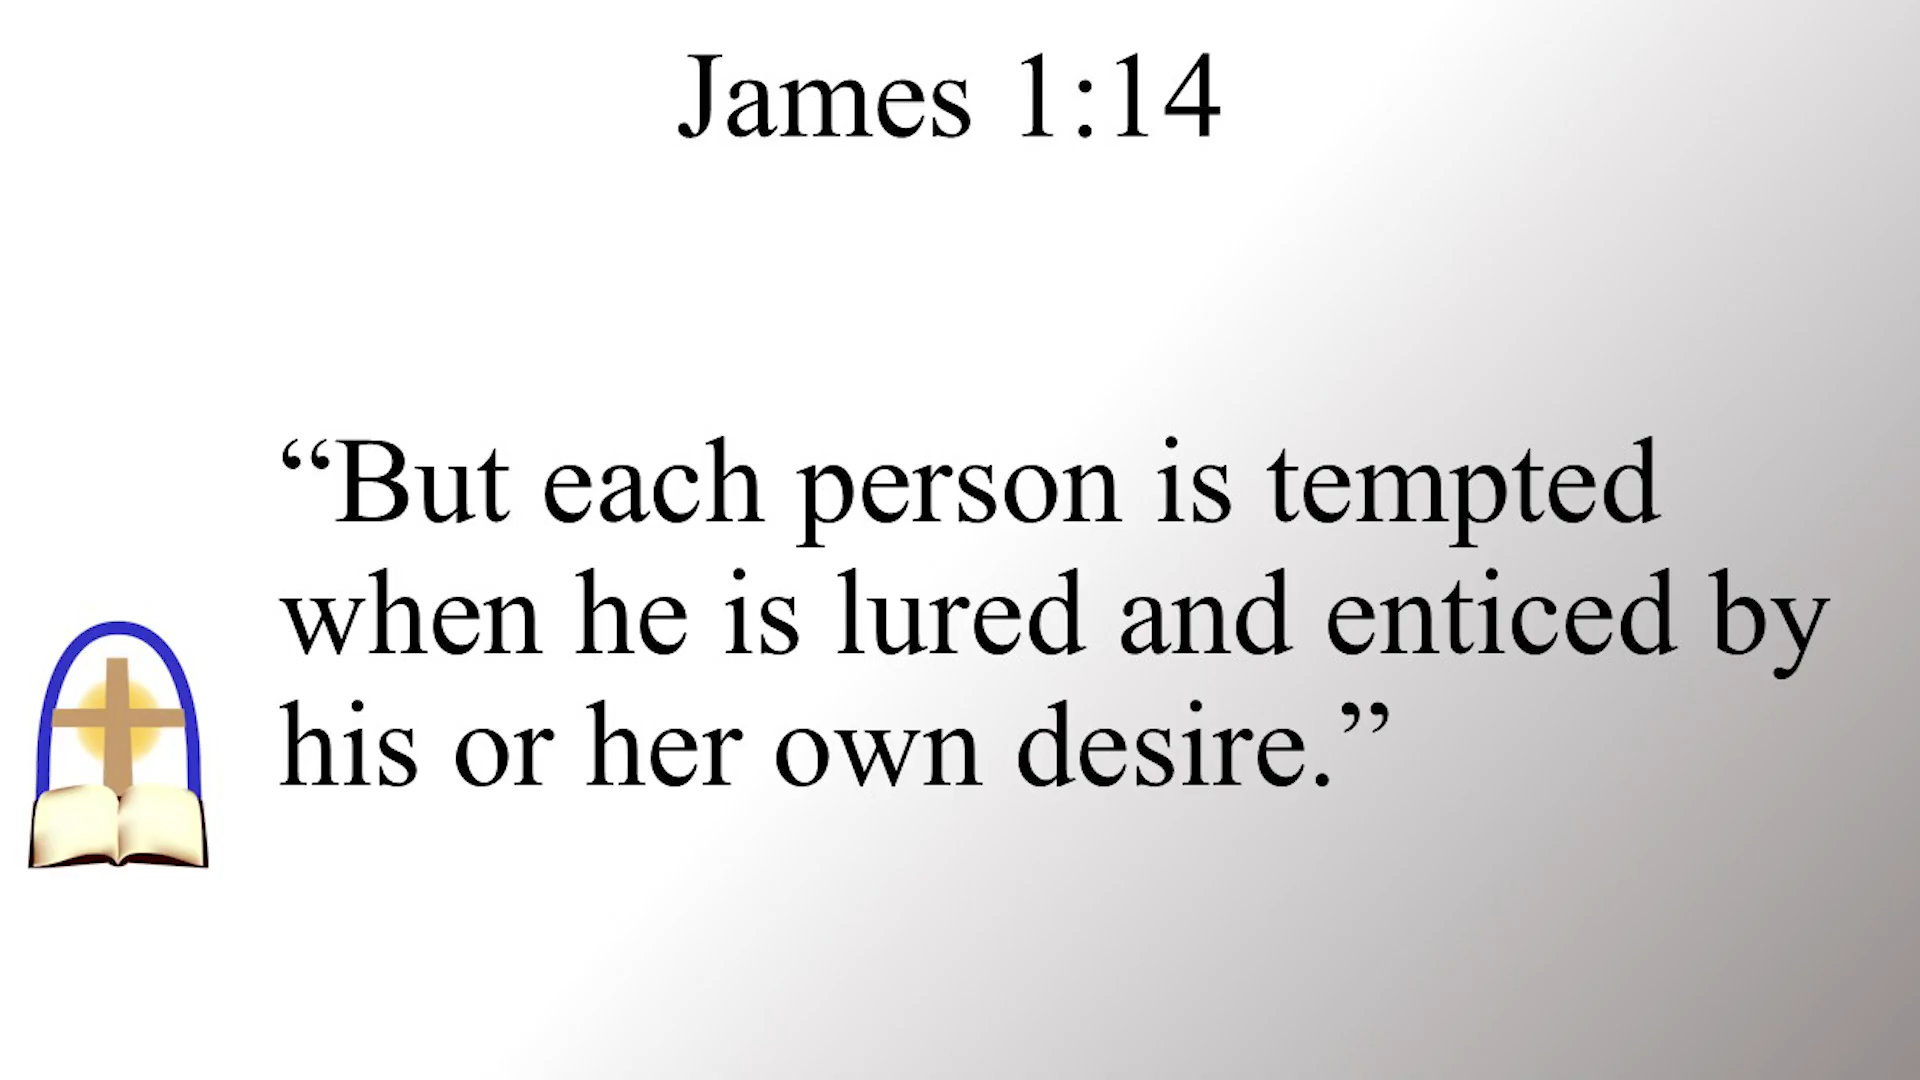 James 1:14
“But each person is tempted
when he is lured and enticed by
his or her own desire.”